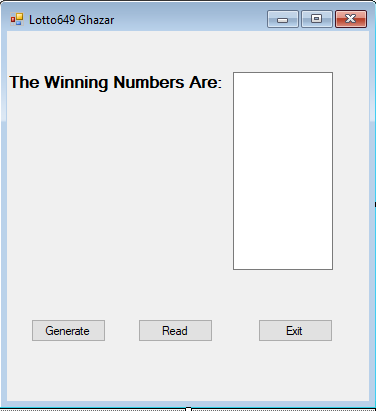 Lotto649 Ghazar
The Winning Numbers Are:
Generate Read Exit